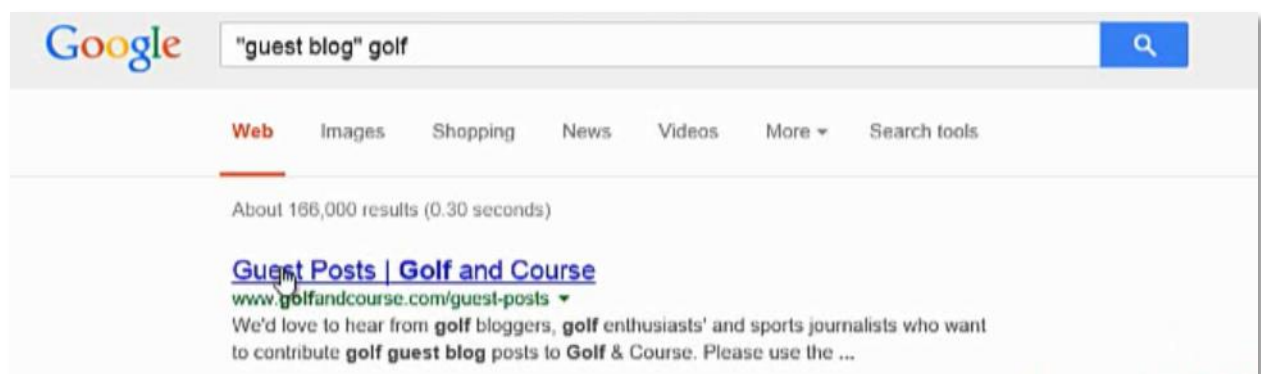 Google "guest blog" golf
Web Images Shopping News Videos More Search tools
About 166,000 results (0.30 seconds)
Guest Posts | Golf and Course
www.golfandcourse.com/guest-posts
We'd love to hear from golf bloggers, golf enthusiasts' and sports journalists who want
to contribute golf guest blog posts to Golf & Course. Please use the ...